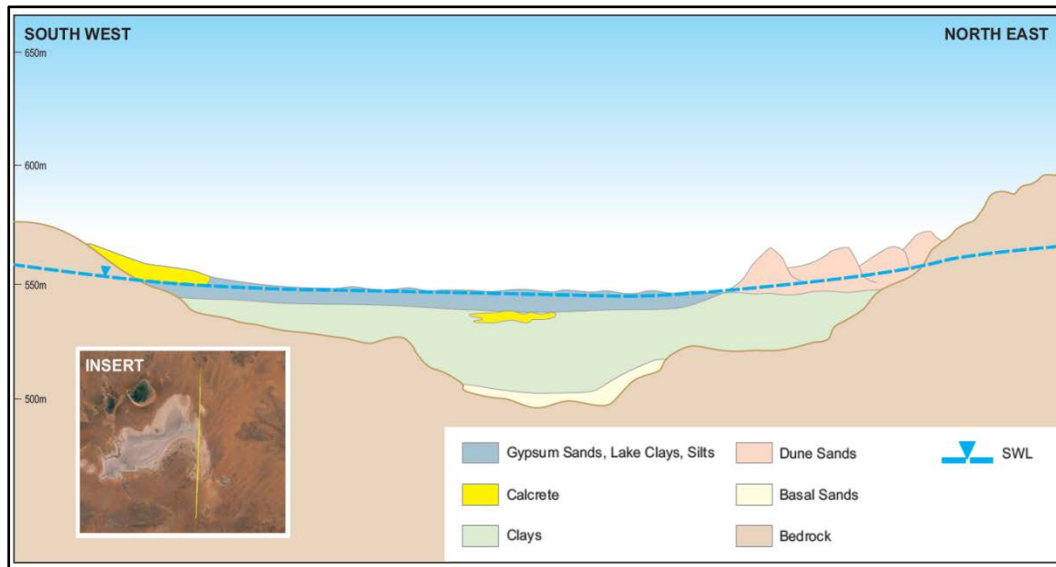 SOUTH WEST
NORTH EAST
650m
600m
550m
500m
INSERT
Gypsum Sands, Lake Clays, Silts
Dune Sands
SWL
Calcrete
Basal Sands
Clays
Bedrock